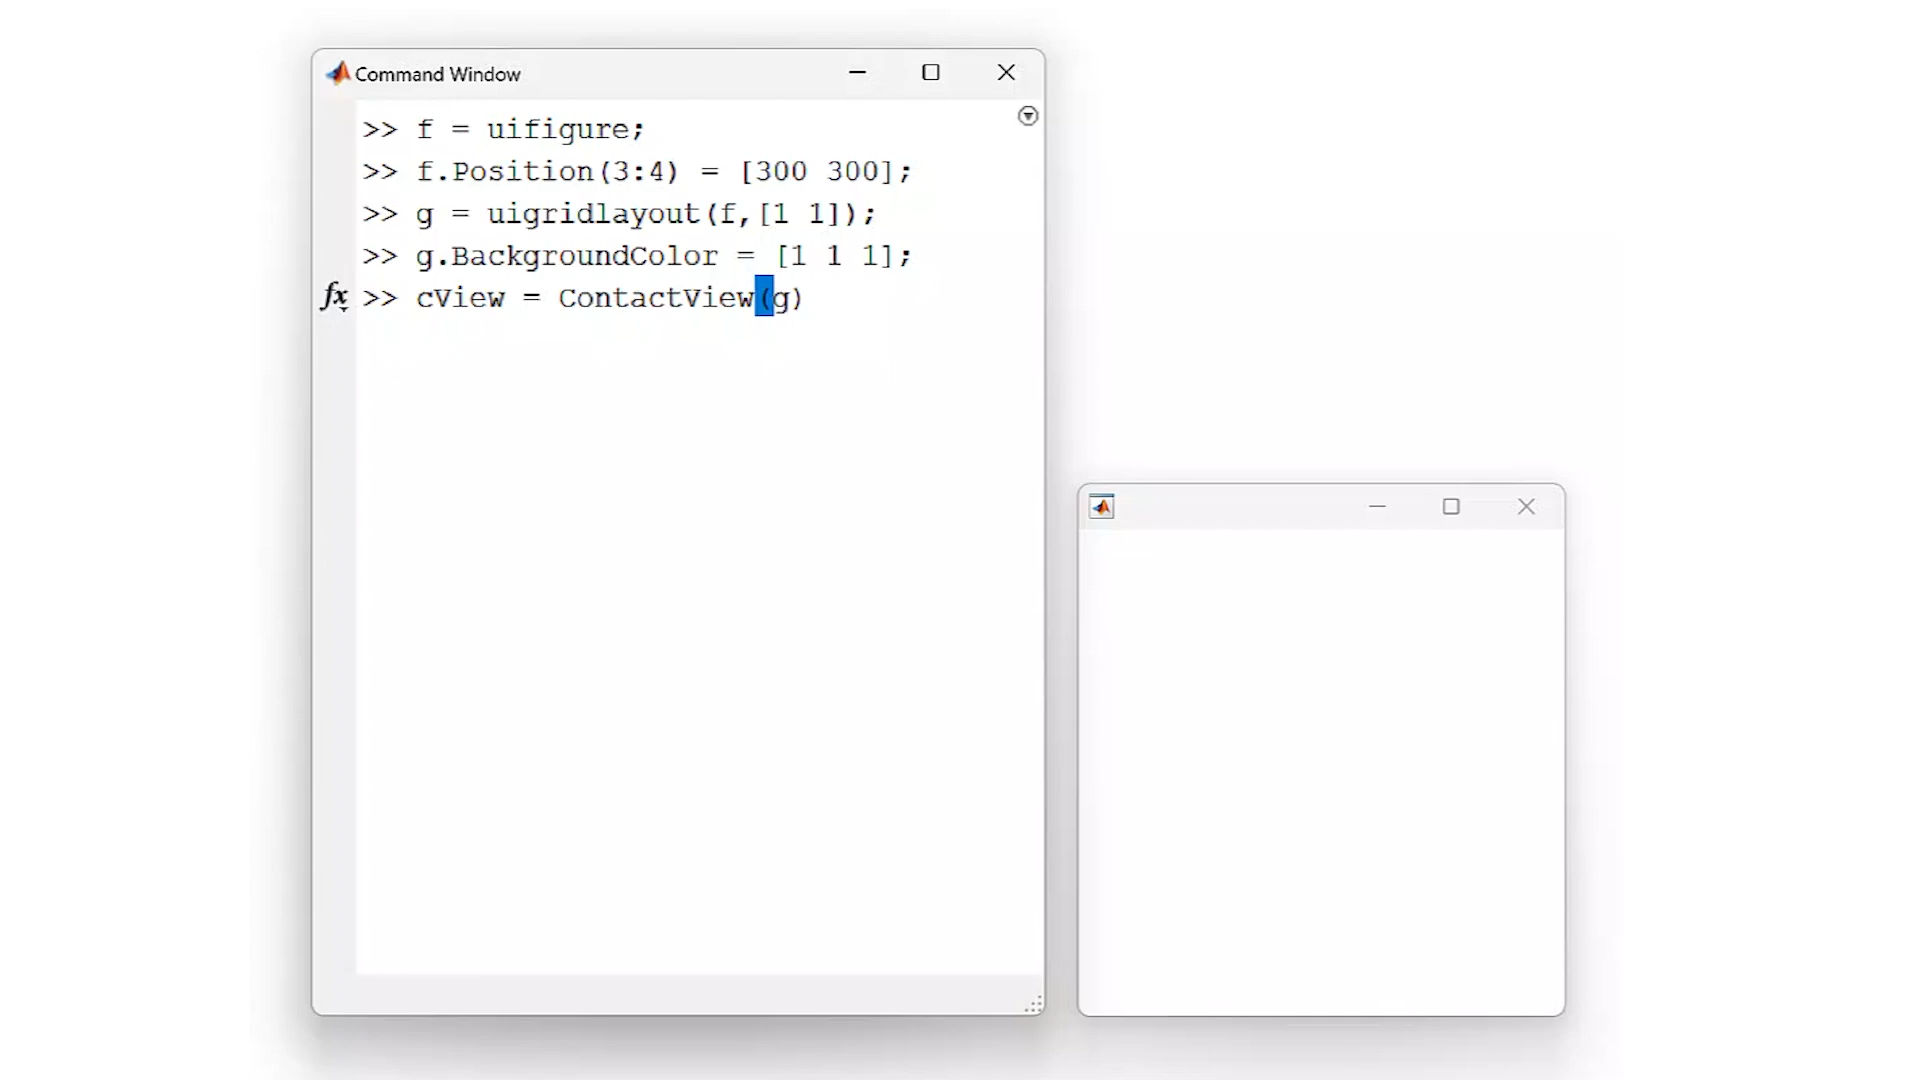 Command Window
>> f = uifigure;
>> f.Position(3:4) = [300 300];
>> g = uigridlayout(f,[1 1]);
>> g.BackgroundColor = [1 1 1];
fx >> cView = ContactView(g)